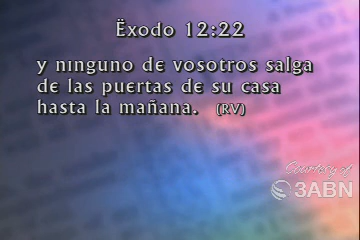 Ëxodo 12:22
y ninguno de vosotros salga
de las puertas de su casa
hasta la mañana. (RV)
Courtesy of
3ABN